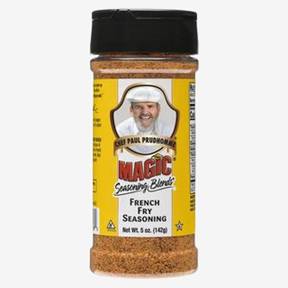 CHEF PAUL PRUDHOMME'S
MAGIC
Seasoning Blends®
FRENCH
FRY
SEASONING
Net Wt. 5 oz. (142g)